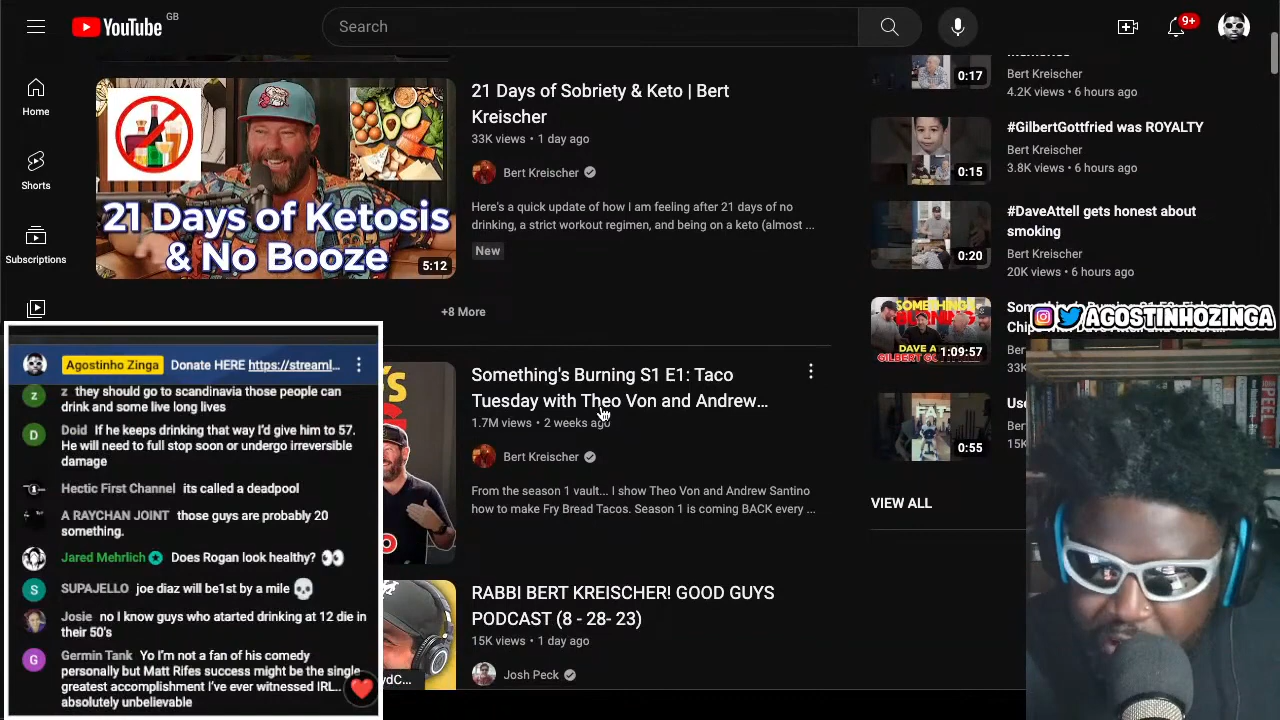 YouTube GB
Search
9+
21 Days of Ketosis
& No Booze
5:12
21 Days of Sobriety & Keto | Bert
Kreischer
33K views • 1 day ago
Bert Kreischer
Here's a quick update of how I am feeling after 21 days of no
drinking, a strict workout regimen, and being on a keto (almost ...
New
+8 More
Home
Shorts
Subscriptions
Something's Burning S1 E1: Taco
Tuesday with Theo Von and Andrew...
1.7M views • 2 weeks ago
Bert Kreischer
From the season 1 vault... I show Theo Von and Andrew Santino
how to make Fry Bread Tacos. Season 1 is coming BACK every ...
RABBI BERT KREISCHER! GOOD GUYS
PODCAST (8 - 28- 23)
15K views • 1 day ago
Josh Peck
0:17
Bert Kreischer
4.2K views • 6 hours ago
0:15
#GilbertGottfried was ROYALTY
Bert Kreischer
3.8K views • 6 hours ago
0:20
#DaveAttell gets honest about
smoking
Bert Kreischer
20K views • 6 hours ago
1:09:57
AGOSTINHOZINGA
0:55
VIEW ALL
Agostinho Zinga Donate HERE https://streaml...
z they should go to scandinavia those people can
drink and some live long lives
Doid If he keeps drinking that way I'd give him to 57.
He will need to full stop soon or undergo irreversible
damage
Hectic First Channel its called a deadpool
A RAYCHAN JOINT those guys are probably 20
something.
Jared Mehrlich Does Rogan look healthy? 👀
SUPAJELLO joe diaz will be1st by a mile 💀
Josie no I know guys who atarted drinking at 12 die in
their 50's
Germin Tank Yo I'm not a fan of his comedy
personally but Matt Rifes success might be the single
greatest accomplishment I've ever witnessed IRL...
absolutely unbelievable